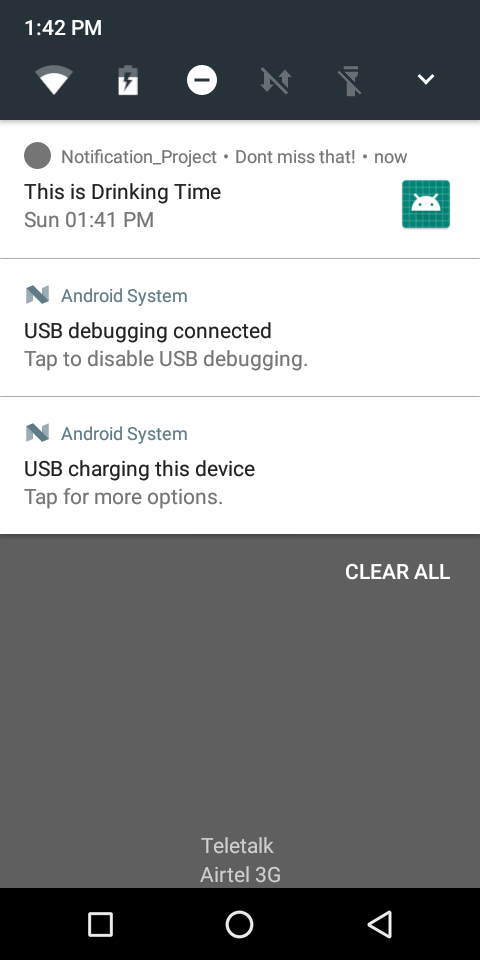 1:42 PM
Notification_Project • Dont miss that! • now
This is Drinking Time
Sun 01:41 PM
Android System
USB debugging connected
Tap to disable USB debugging.
Android System
USB charging this device
Tap for more options.
CLEAR ALL
Teletalk
Airtel 3G